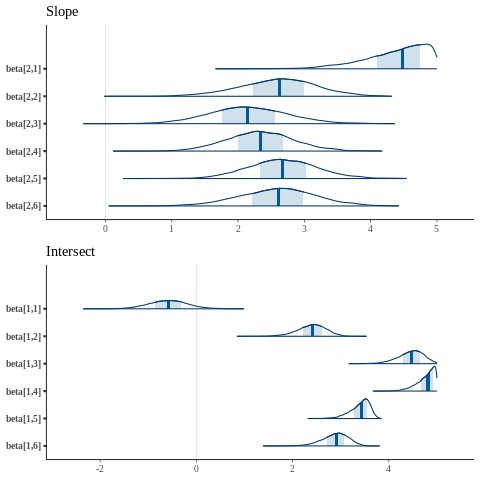 Slope
beta[2,1]
beta[2,2]
beta[2,3]
beta[2,4]
beta[2,5]
beta[2,6]
0 1 2 3 4 5
Intersect
beta[1,1]
beta[1,2]
beta[1,3]
beta[1,4]
beta[1,5]
beta[1,6]
-2 0 2 4